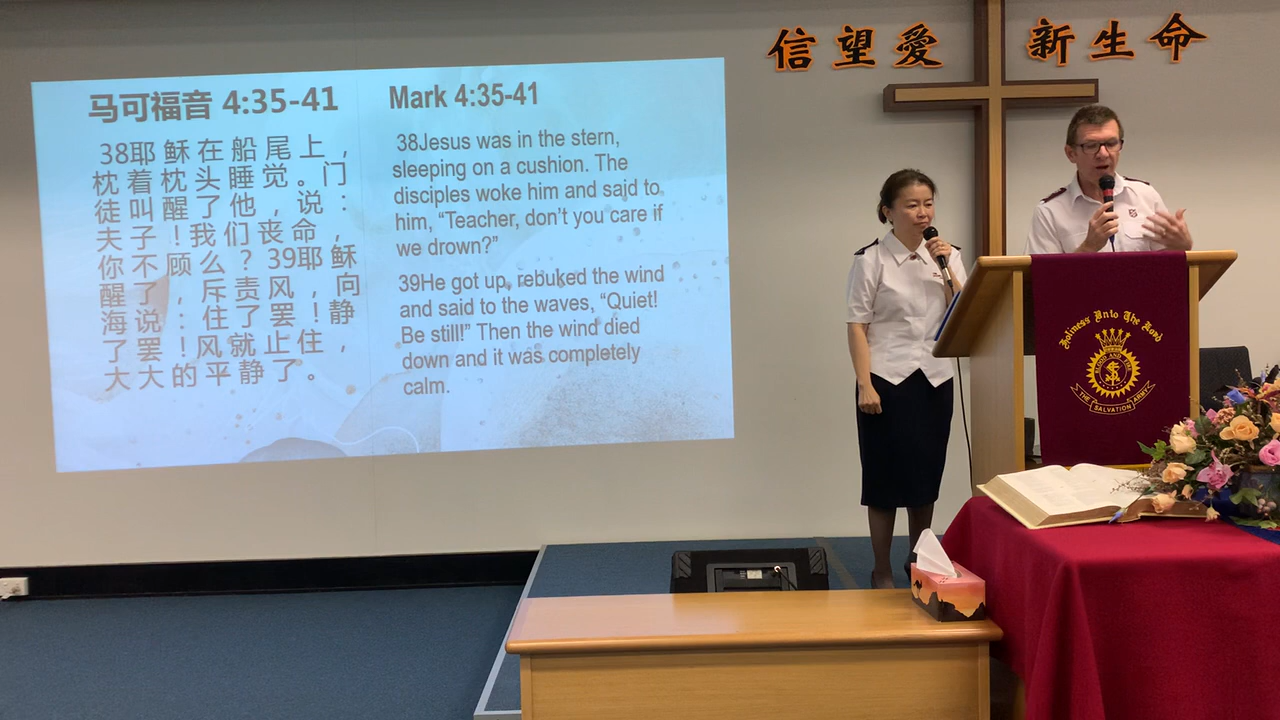 信望愛 新生命
马可福音 4:35-41
38耶稣在船尾上，
枕着枕头睡觉。门
徒叫醒了他，说：
夫子！我们丧命，
你不顾么？39耶稣
醒了，斥责风，向
海说：住了罢！静
了罢！风就止住，
大大的平静了。
Mark 4:35-41
38Jesus was in the stern,
sleeping on a cushion. The
disciples woke him and said to
him, “Teacher, don’t you care if
we drown?”
39He got up, rebuked the wind
and said to the waves, “Quiet!
Be still!” Then the wind died
down and it was completely
calm.
Holiness Unto The Lord
BLOOD AND FIRE
THE SALVATION ARMY